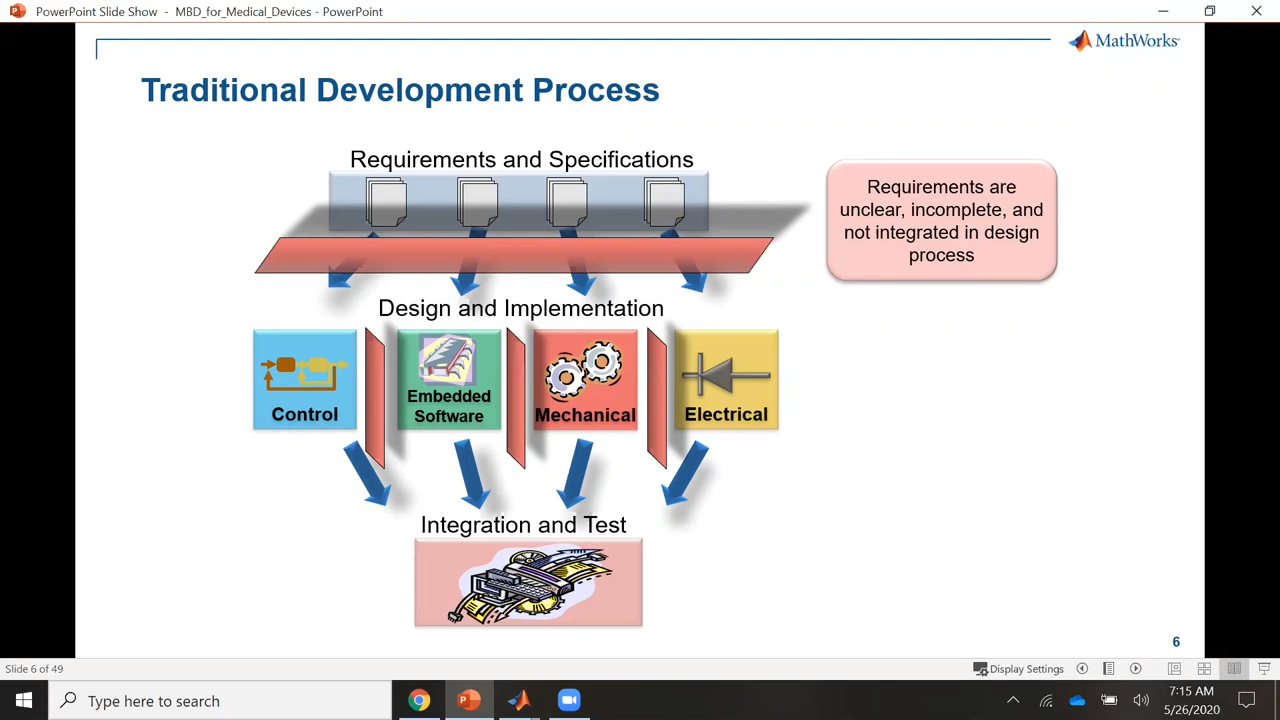 PowerPoint Slide Show - MBD_for_Medical_Devices - PowerPoint
MathWorks®
Traditional Development Process
Requirements and Specifications
Requirements are
unclear, incomplete, and
not integrated in design
process
Design and Implementation
Control
Embedded
Software
Mechanical
Electrical
Integration and Test
6
Slide 6 of 49
Display Settings
Type here to search
7:15 AM
5/26/2020